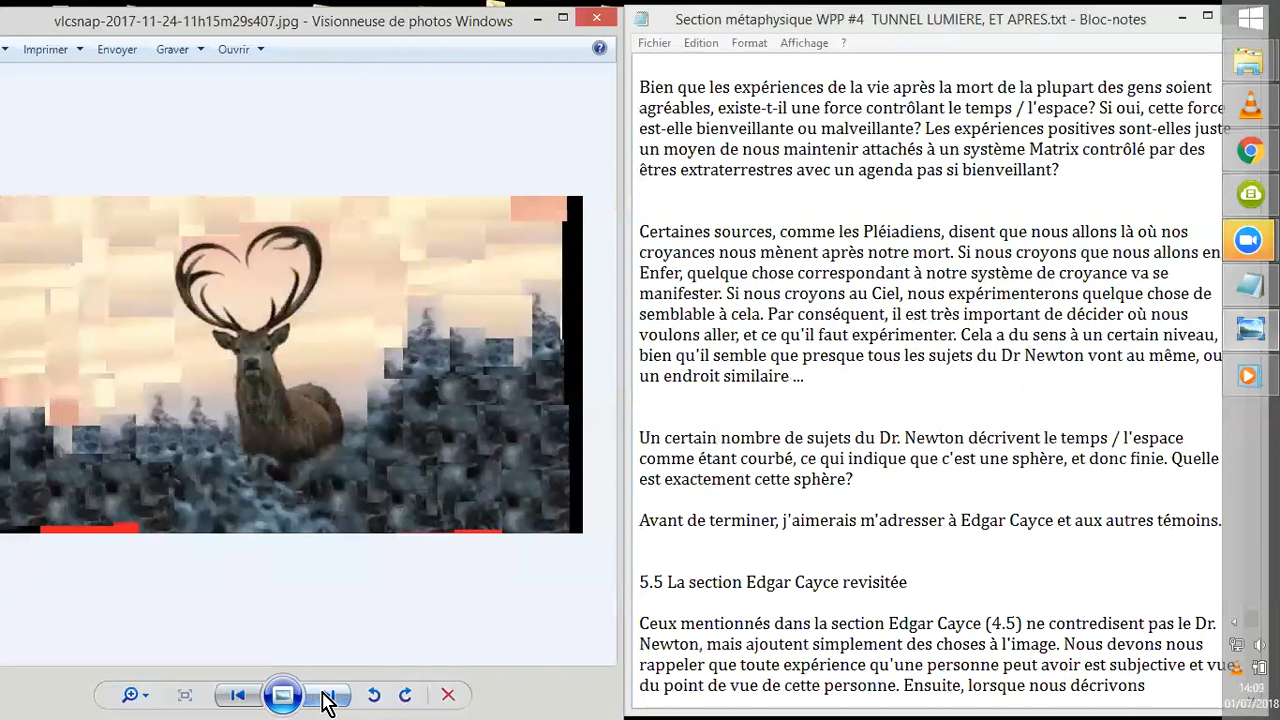 vlcsnap-2017-11-24-11h15m29s407.jpg - Visionneuse de photos Windows
Imprimer
Envoyer
Graver
Ouvrir
Section métaphysique WPP #4 TUNNEL LUMIERE, ET APRES.txt - Bloc-notes
Fichier
Edition
Format
Affichage
?
Bien que les expériences de la vie après la mort de la plupart des gens soient
agréables, existe-t-il une force contrôlant le temps / l'espace? Si oui, cette force
est-elle bienveillante ou malveillante? Les expériences positives sont-elles juste
un moyen de nous maintenir attachés à un système Matrix contrôlé par des
êtres extraterrestres avec un agenda pas si bienveillant?
Certaines sources, comme les Pléiadiens, disent que nous allons là où nos
croyances nous mènent après notre mort. Si nous croyons que nous allons en
Enfer, quelque chose correspondant à notre système de croyance va se
manifester. Si nous croyons au Ciel, nous expérimenterons quelque chose de
semblable à cela. Par conséquent, il est très important de décider où nous
voulons aller, et ce qu'il faut expérimenter. Cela a du sens à un certain niveau,
bien qu'il semble que presque tous les sujets du Dr Newton vont au même, ou
un endroit similaire ...
Un certain nombre de sujets du Dr. Newton décrivent le temps / l'espace
comme étant courbé, ce qui indique que c'est une sphère, et donc finie. Quelle
est exactement cette sphère?
Avant de terminer, j'aimerais m'adresser à Edgar Cayce et aux autres témoins.
5.5 La section Edgar Cayce revisitée
Ceux mentionnés dans la section Edgar Cayce (4.5) ne contredisent pas le Dr.
Newton, mais ajoutent simplement des choses à l'image. Nous devons nous
rappeler que toute expérience qu'une personne peut avoir est subjective et vue
du point de vue de cette personne. Ensuite, lorsque nous décrivons
14:09
01/07/2018